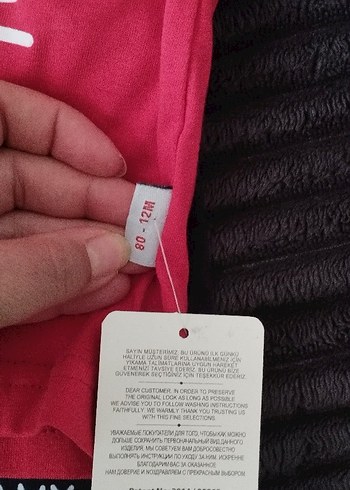 80 - 12M
SAYIN MÜŞTERİMİZ, BU ÜRÜNÜ İLK GÜNKÜ
HALİYLE UZUN SÜRE KULLANABİLMENİZ İÇİN
YIKAMA TALİMATLARINA UYGUN HAREKET
ETMENİZİ TAVSİYE EDERİZ. BU ÜRÜNÜ BİZE
GÜVENEREK SEÇTİĞİNİZ İÇİN TEŞEKKÜR EDERİZ.
DEAR CUSTOMER, IN ORDER TO PRESERVE
THE ORIGINAL LOOK AS LONG AS POSSIBLE
WE ADVISE YOU TO FOLLOW WASHING INSTRUCTIONS
FAITHFULLY. WE WARMLY THANK YOU TRUSTING US
WITH THIS FINE SELECTIONS.
УВАЖАЕМЫЕ ПОКУПАТЕЛИ ДЛЯ ТОГО, ЧТОБЫ КАК МОЖНО
ДОЛЬШЕ СОХРАНИТЬ ПЕРВОНАЧАЛЬНЫЙ ВИД ДАННОГО
ИЗДЕЛИЯ, МЫ СОВЕТУЕМ ВАМ ДОБРОСОВЕСТНО
ВЫПОЛНЯТЬ ИНСТРУКЦИИ ПО УХОДУ ЗА НИМ. ИСКРЕННЕ
БЛАГОДАРИМ ВАС ЗА ОКАЗАННОЕ
НАМ ДОВЕРИЕ И ПОЗДРАВЛЯЕМ С ПРЕКРАСНЫМ ВЫБОРОМ.